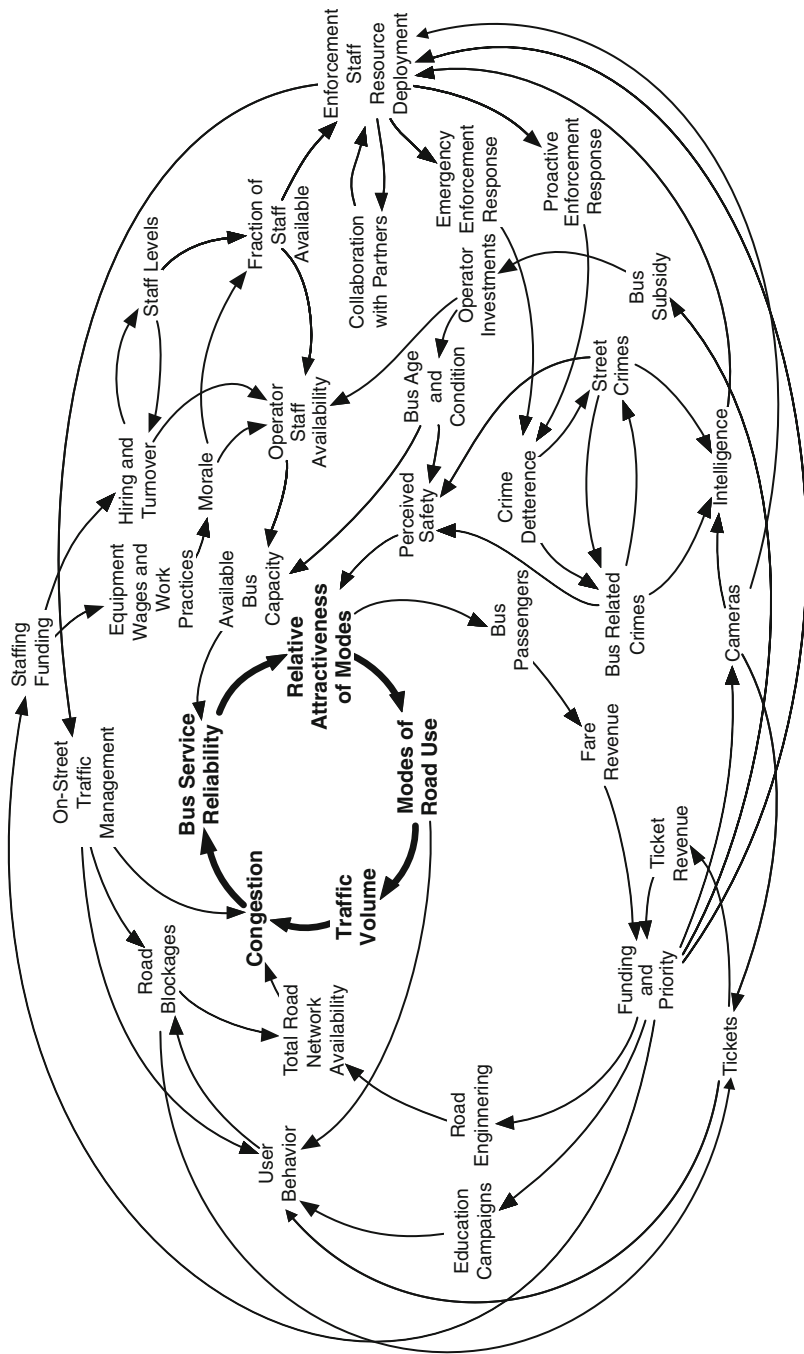 Staffing
Funding
Hiring and
Turnover
Staff Levels
Equipment
Wages and
Work
Practices
Morale
Fraction of
Staff
Available
Enforcement
Staff
Resource
Deployment
On-Street
Traffic
Management
Available
Bus
Capacity
Operator
Staff
Availability
Collaboration
with Partners
Emergency
Enforcement
Response
Proactive
Enforcement
Response
Road
Blockages
Bus Service
Reliability
Relative
Attractiveness
of Modes
Perceived
Safety
Bus Age
and
Condition
Operator
Investments
Congestion
Traffic
Volume
Modes of
Road Use
Bus
Passengers
Crime
Detterence
Street
Crimes
Bus
Subsidy
User
Behavior
Total Road
Network
Availability
Fare
Revenue
Bus Related
Crimes
Intelligence
Education
Campaigns
Road
Enginnering
Funding
and
Priority
Ticket
Revenue
Cameras
Tickets